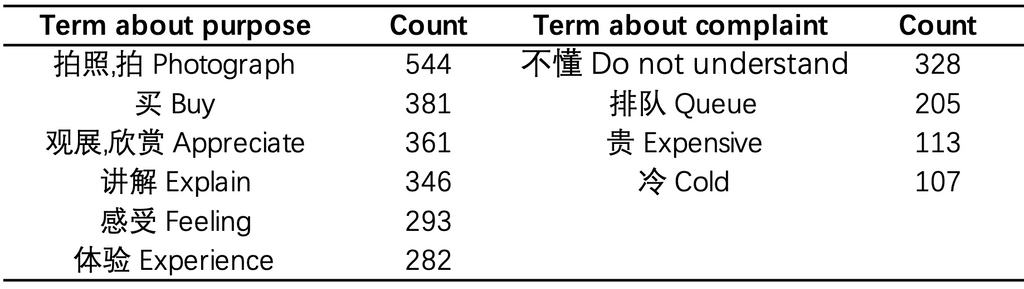 Term about purpose Count Term about complaint Count
拍照,拍 Photograph 544 不懂 Do not understand 328
买 Buy 381 排队 Queue 205
观展,欣赏 Appreciate 361 贵 Expensive 113
讲解 Explain 346 冷 Cold 107
感受 Feeling 293
体验 Experience 282